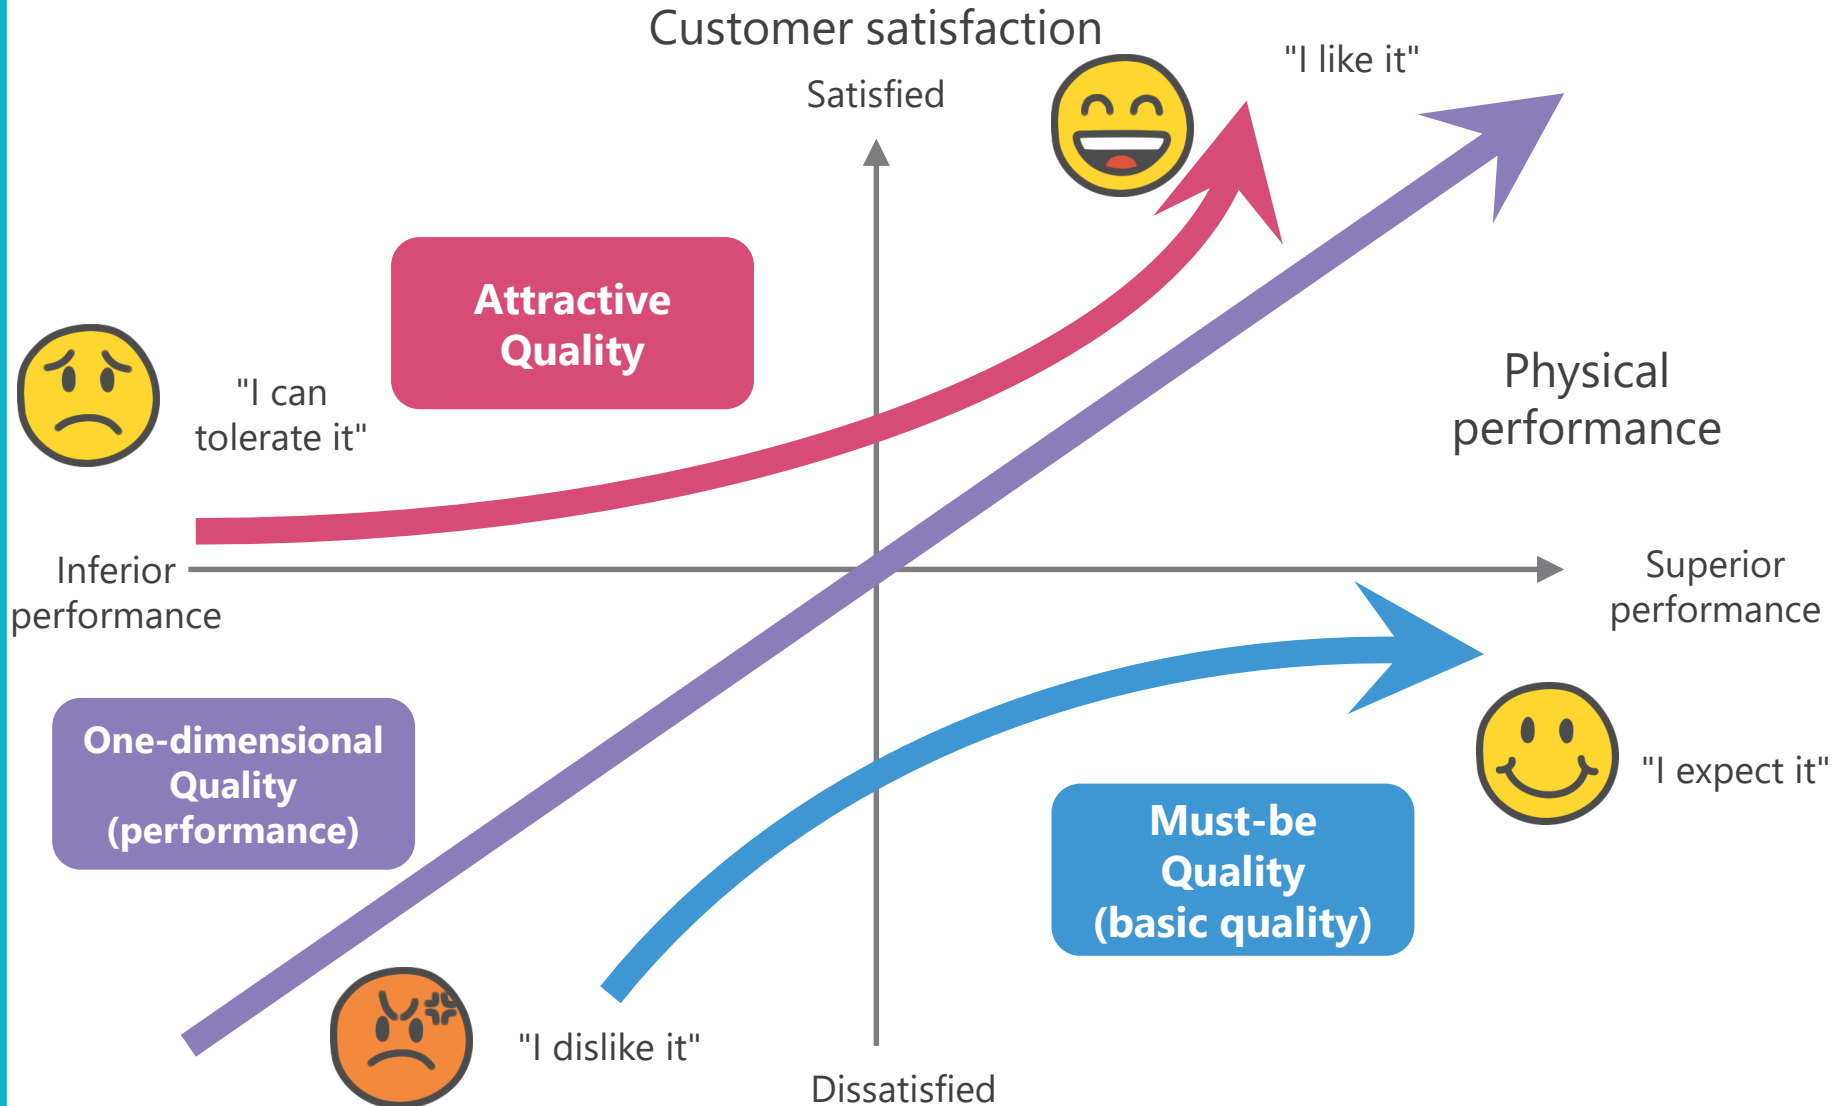 Customer satisfaction
"I like it"
Satisfied
Attractive
Quality
"I can
tolerate it"
Physical
performance
Inferior
performance
Superior
performance
One-dimensional
Quality
(performance)
Must-be
Quality
(basic quality)
"I expect it"
"I dislike it"
Dissatisfied